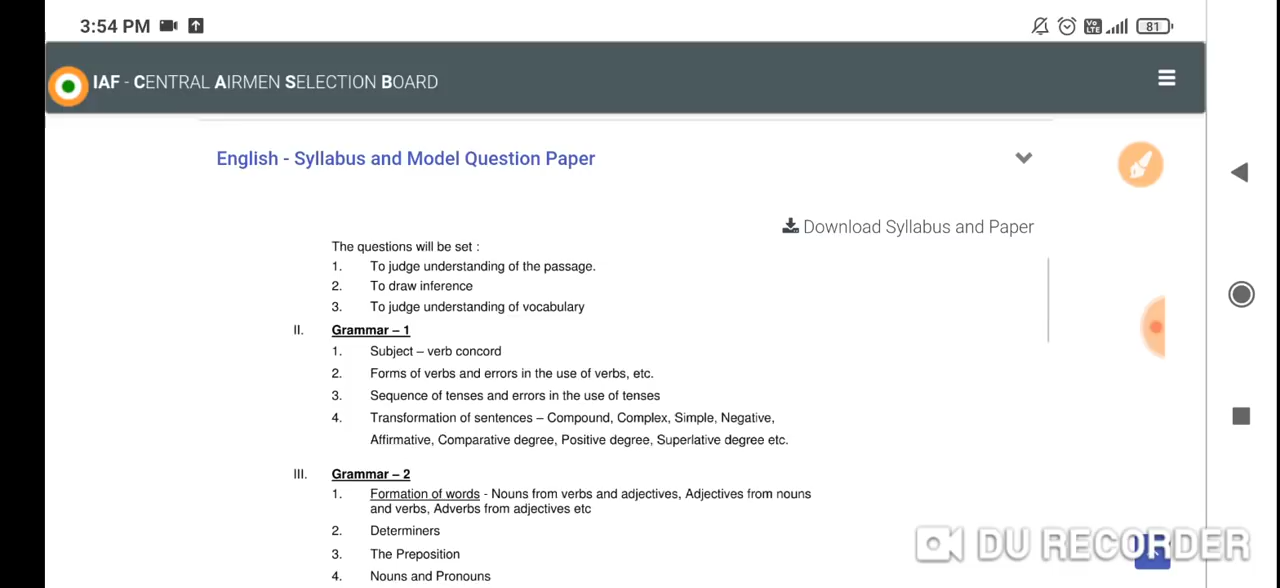 3:54 PM
Vo LTE 81
IAF - CENTRAL AIRMEN SELECTION BOARD
English - Syllabus and Model Question Paper
Download Syllabus and Paper
The questions will be set :
1. To judge understanding of the passage.
2. To draw inference
3. To judge understanding of vocabulary
II. Grammar – 1
1. Subject – verb concord
2. Forms of verbs and errors in the use of verbs, etc.
3. Sequence of tenses and errors in the use of tenses
4. Transformation of sentences – Compound, Complex, Simple, Negative,
Affirmative, Comparative degree, Positive degree, Superlative degree etc.
III. Grammar – 2
1. Formation of words - Nouns from verbs and adjectives, Adjectives from nouns
and verbs, Adverbs from adjectives etc
2. Determiners
3. The Preposition
4. Nouns and Pronouns
DU RECORDER